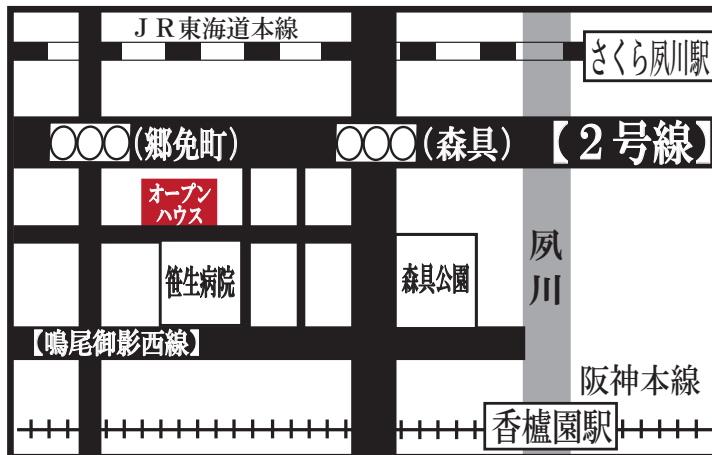 JR東海道本線
さくら夙川駅
○○○(郷免町)
○○○(森具)
【2号線】
オープン
ハウス
笹生病院
森具公園
夙川
【鳴尾御影西線】
阪神本線
香櫨園駅